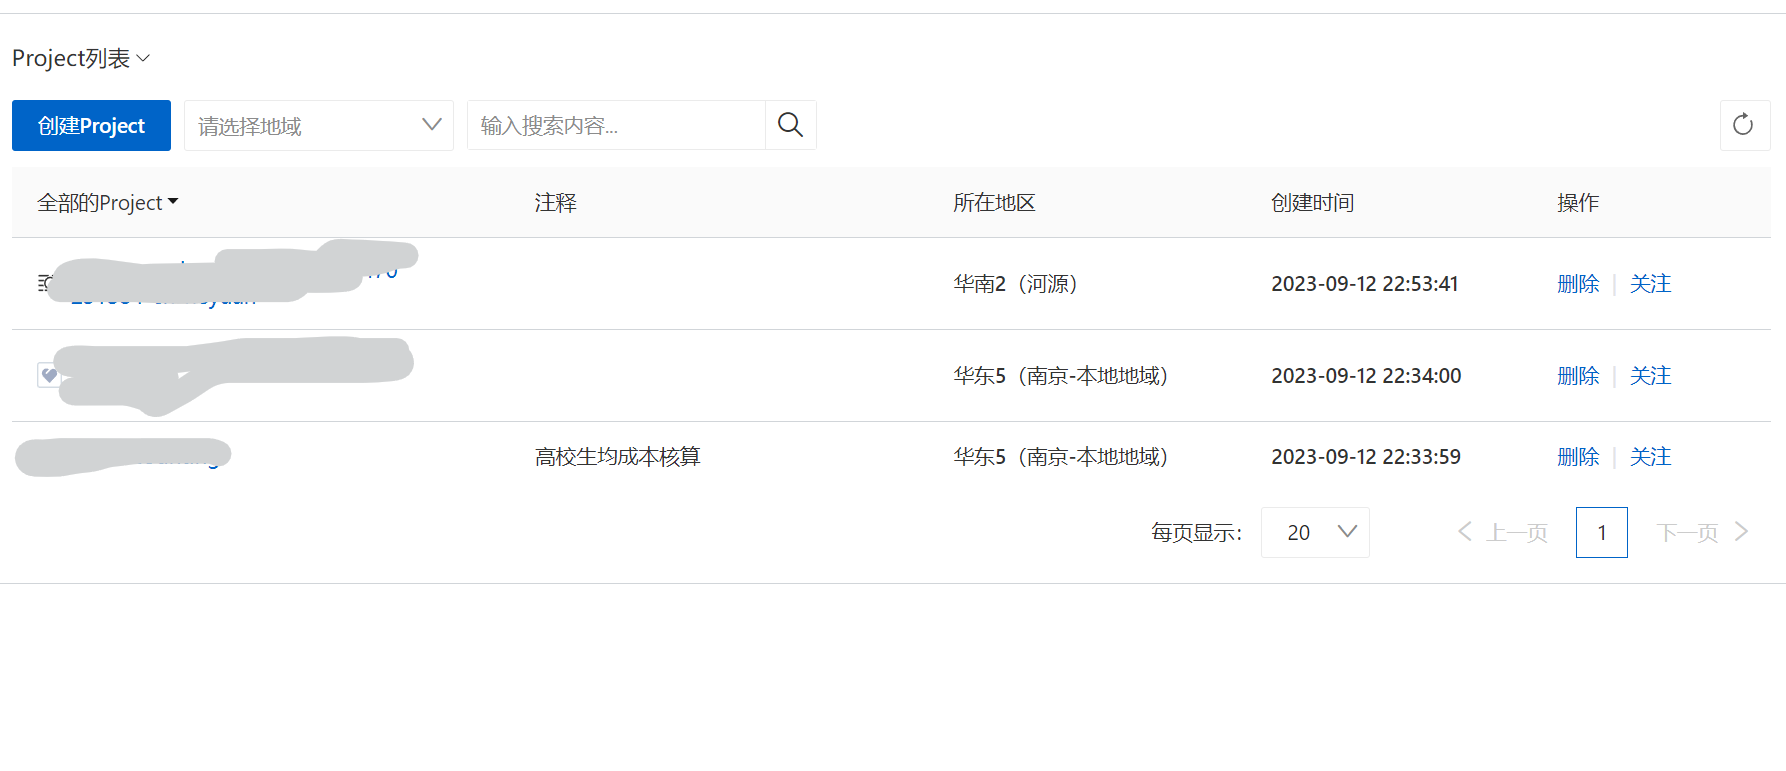 Project列表
创建Project 请选择地域 输入搜索内容...
全部的Project 注释 所在地区 创建时间 操作
华南2（河源） 2023-09-12 22:53:41 删除 关注
华东5（南京-本地地域） 2023-09-12 22:34:00 删除 关注
高校生均成本核算 华东5（南京-本地地域） 2023-09-12 22:33:59 删除 关注
每页显示： 20 上一页 1 下一页